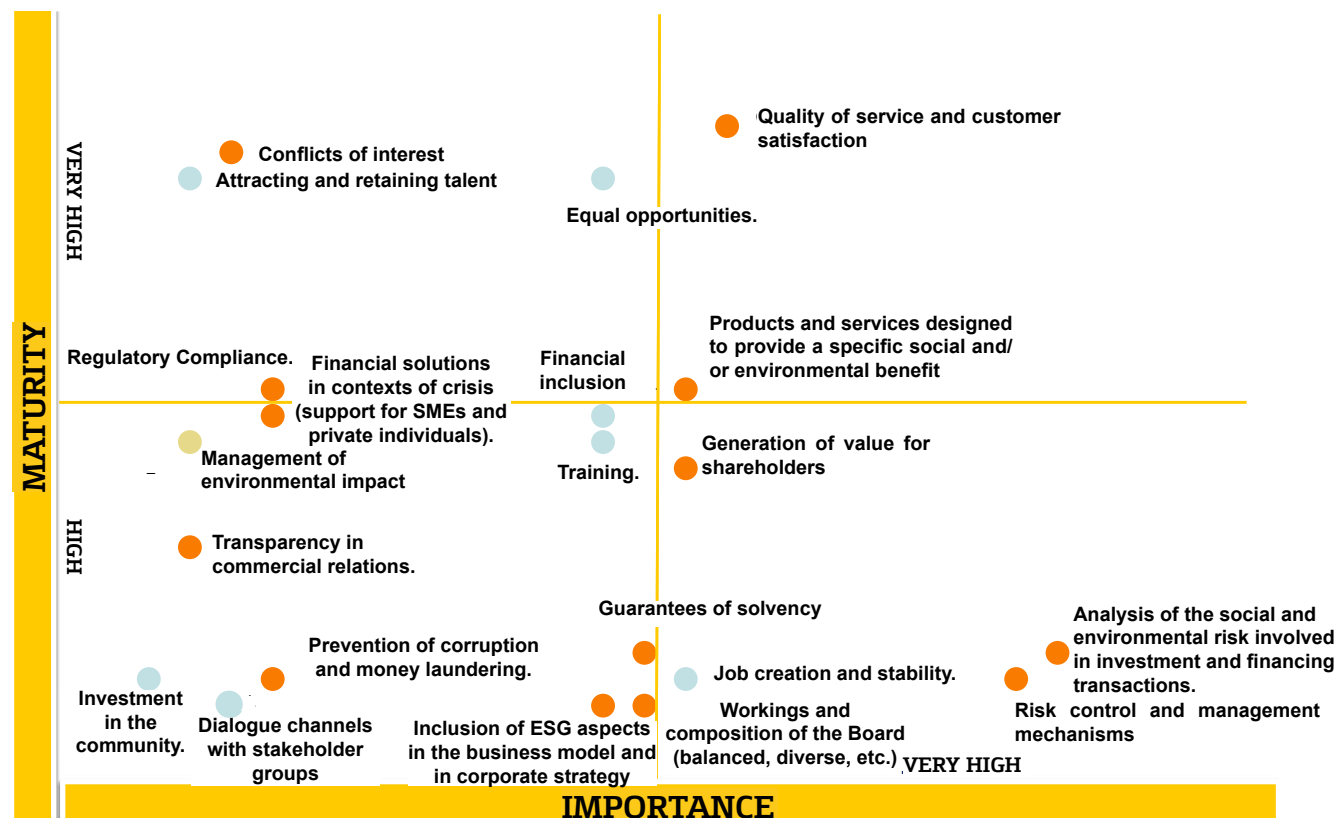 Quality of service and customer
satisfaction
VERY HIGH
Conflicts of interest
Attracting and retaining talent
Equal opportunities.
MATURITY
Products and services designed
to provide a specific social and/
or environmental benefit
Regulatory Compliance.
Financial solutions
in contexts of crisis
(support for SMEs and
private individuals).
Financial
inclusion
Management of
environmental impact
Training.
Generation of value for
shareholders
HIGH
Transparency in
commercial relations.
Guarantees of solvency
Analysis of the social and
environmental risk involved
in investment and financing
transactions.
Prevention of corruption
and money laundering.
Job creation and stability.
Investment
in the
community.
Dialogue channels
with stakeholder
groups
Inclusion of ESG aspects
in the business model and
in corporate strategy
Workings and
composition of the Board
(balanced, diverse, etc.)
Risk control and management
mechanisms
VERY HIGH
IMPORTANCE